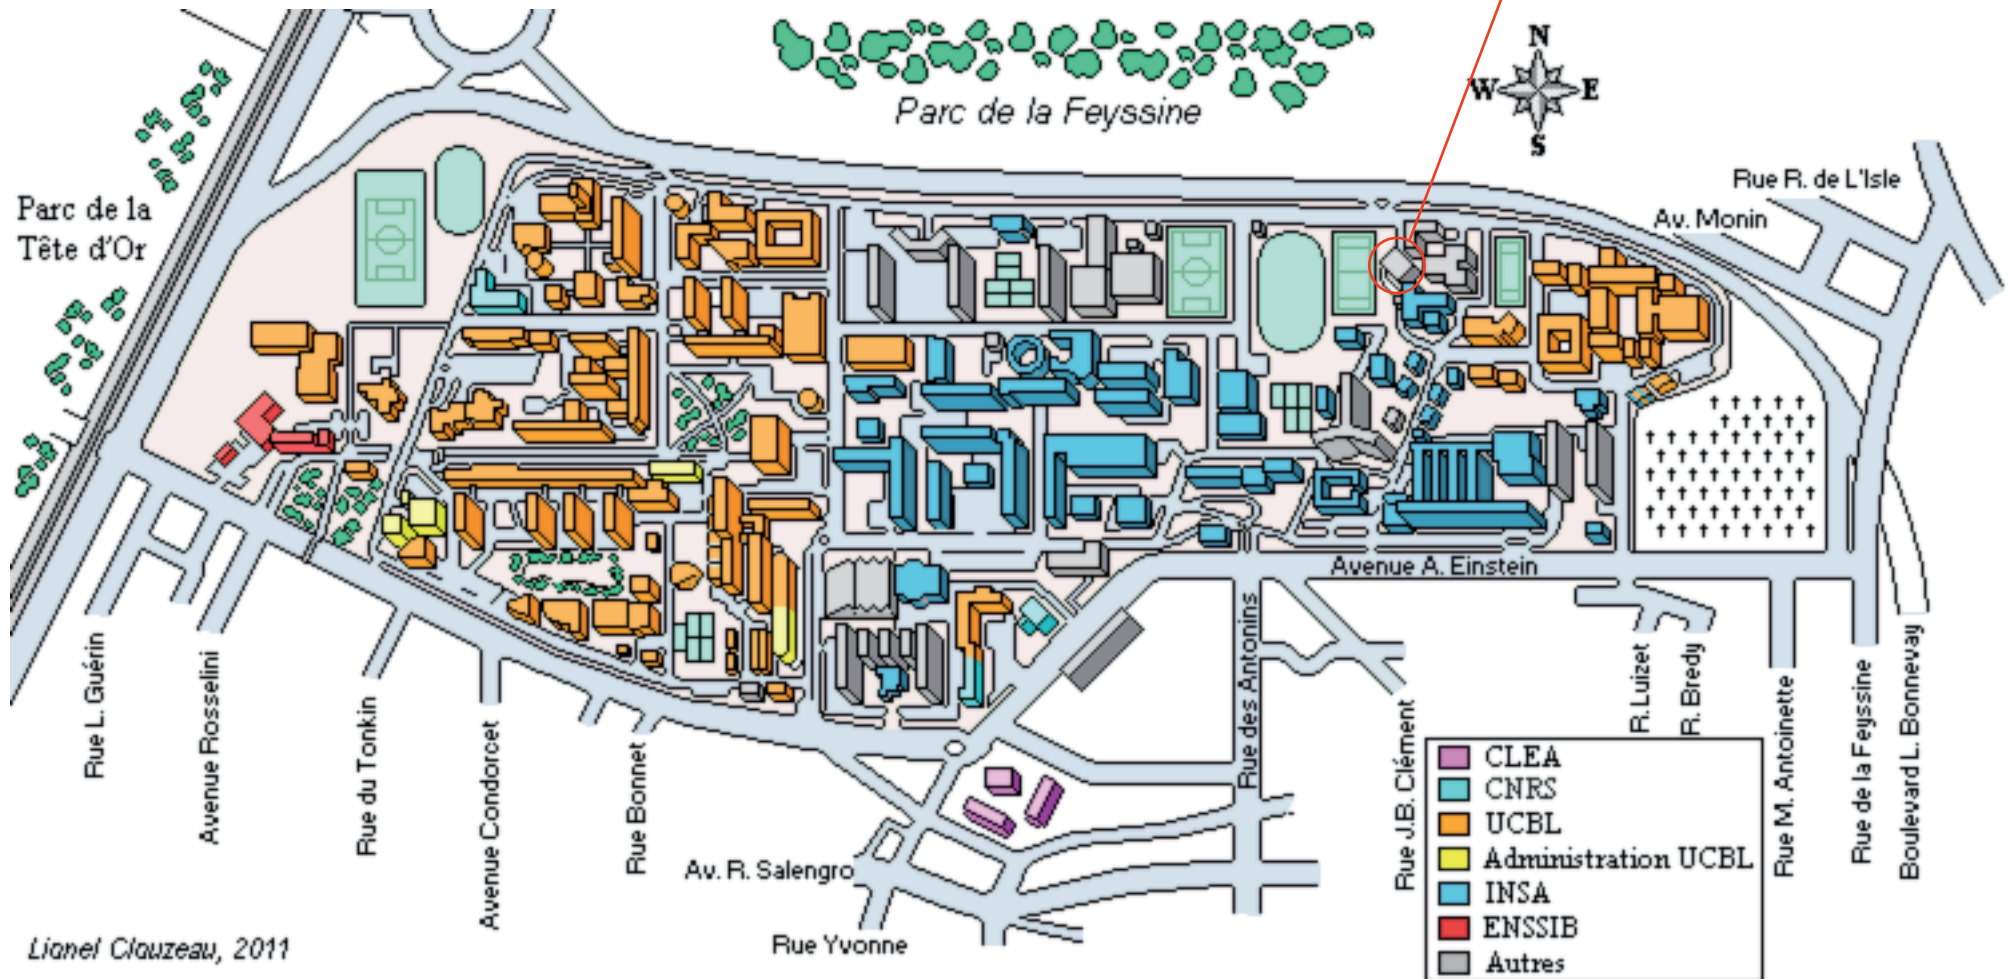 N
W E
S
Parc de la Feyssine
Rue R. de L'Isle
Av. Monin
Parc de la
Tête d'Or
Avenue A. Einstein
Rue L. Guérin
Avenue Rosselini
Rue du Tonkin
Avenue Condorcet
Rue Bonnet
Rue des Antonins
Rue J.B. Clément
R. Luizet
R. Bredy
Rue M. Antoinette
Rue de la Feyssine
Boulevard L. Bonnevay
Av. R. Salengro
Rue Yvonne
CLEA
CNRS
UCBL
Administration UCBL
INSA
ENSSIB
Autres
Lionel Clouzeau, 2011